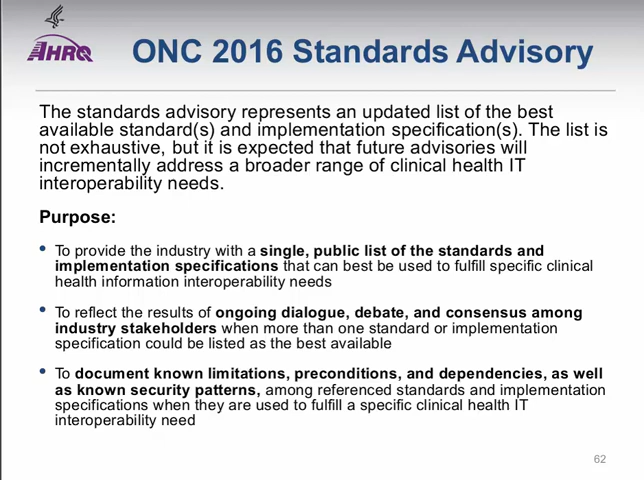 AHRQ
ONC 2016 Standards Advisory
The standards advisory represents an updated list of the best
available standard(s) and implementation specification(s). The list is
not exhaustive, but it is expected that future advisories will
incrementally address a broader range of clinical health IT
interoperability needs.
Purpose:
• To provide the industry with a single, public list of the standards and
implementation specifications that can best be used to fulfill specific clinical
health information interoperability needs
• To reflect the results of ongoing dialogue, debate, and consensus among
industry stakeholders when more than one standard or implementation
specification could be listed as the best available
• To document known limitations, preconditions, and dependencies, as well
as known security patterns, among referenced standards and implementation
specifications when they are used to fulfill a specific clinical health IT
interoperability need
62